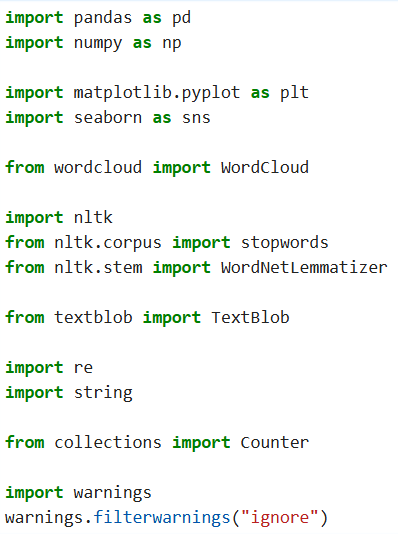 import pandas as pd
import numpy as np
import matplotlib.pyplot as plt
import seaborn as sns
from wordcloud import WordCloud
import nltk
from nltk.corpus import stopwords
from nltk.stem import WordNetLemmatizer
from textblob import TextBlob
import re
import string
from collections import Counter
import warnings
warnings.filterwarnings("ignore")